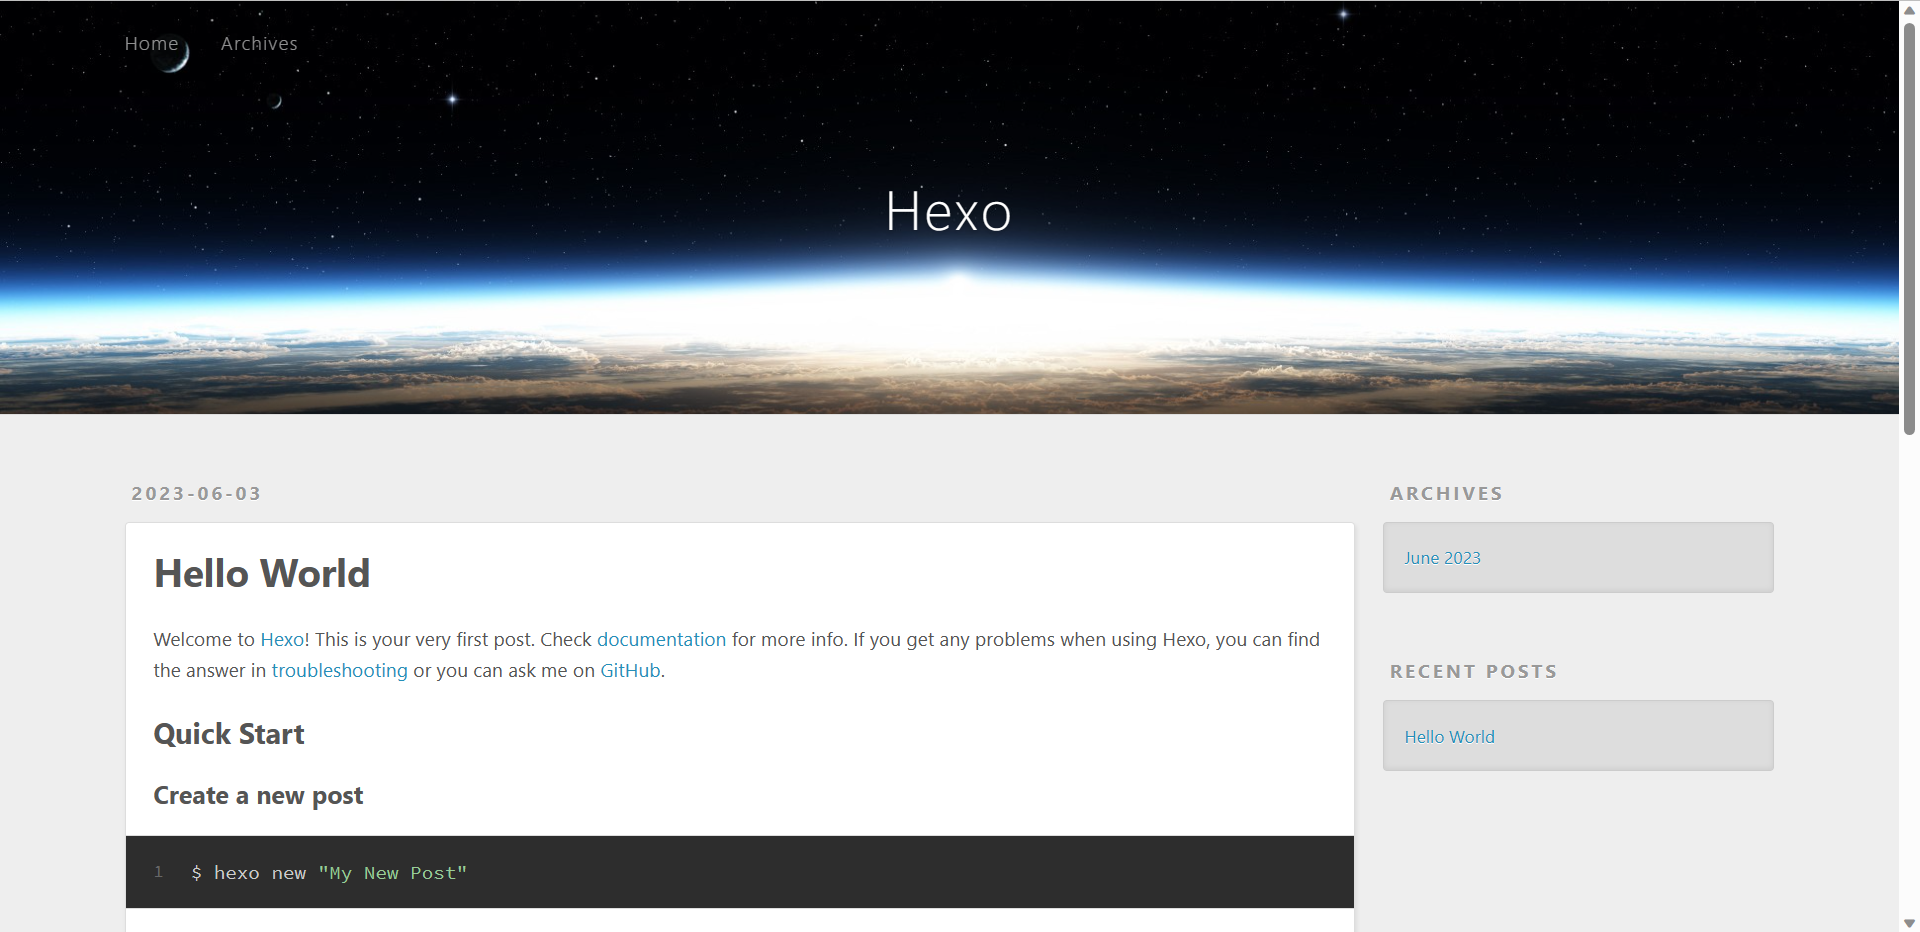 Home Archives
Hexo
2023-06-03
Hello World
Welcome to Hexo! This is your very first post. Check documentation for more info. If you get any problems when using Hexo, you can find
the answer in troubleshooting or you can ask me on GitHub.
Quick Start
Create a new post
1 $ hexo new "My New Post"
ARCHIVES
June 2023
RECENT POSTS
Hello World